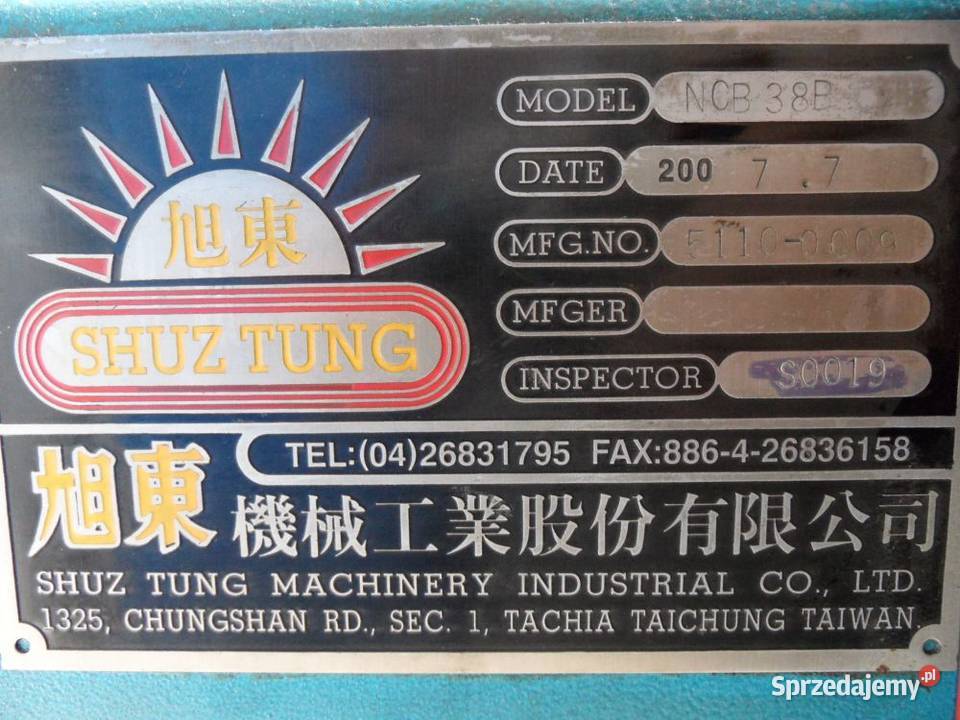 旭東
SHUZ TUNG
MODEL NCB38B
DATE 200 7 . 7
MFG.NO. 5110-0009
MFGER
INSPECTOR S0019
TEL:(04)26831795 FAX:886-4-26836158
旭東機械工業股份有限公司
SHUZ TUNG MACHINERY INDUSTRIAL CO., LTD.
1325, CHUNGSHAN RD., SEC. 1, TACHIA TAICHUNG TAIWAN.
Sprzedajemy.pl